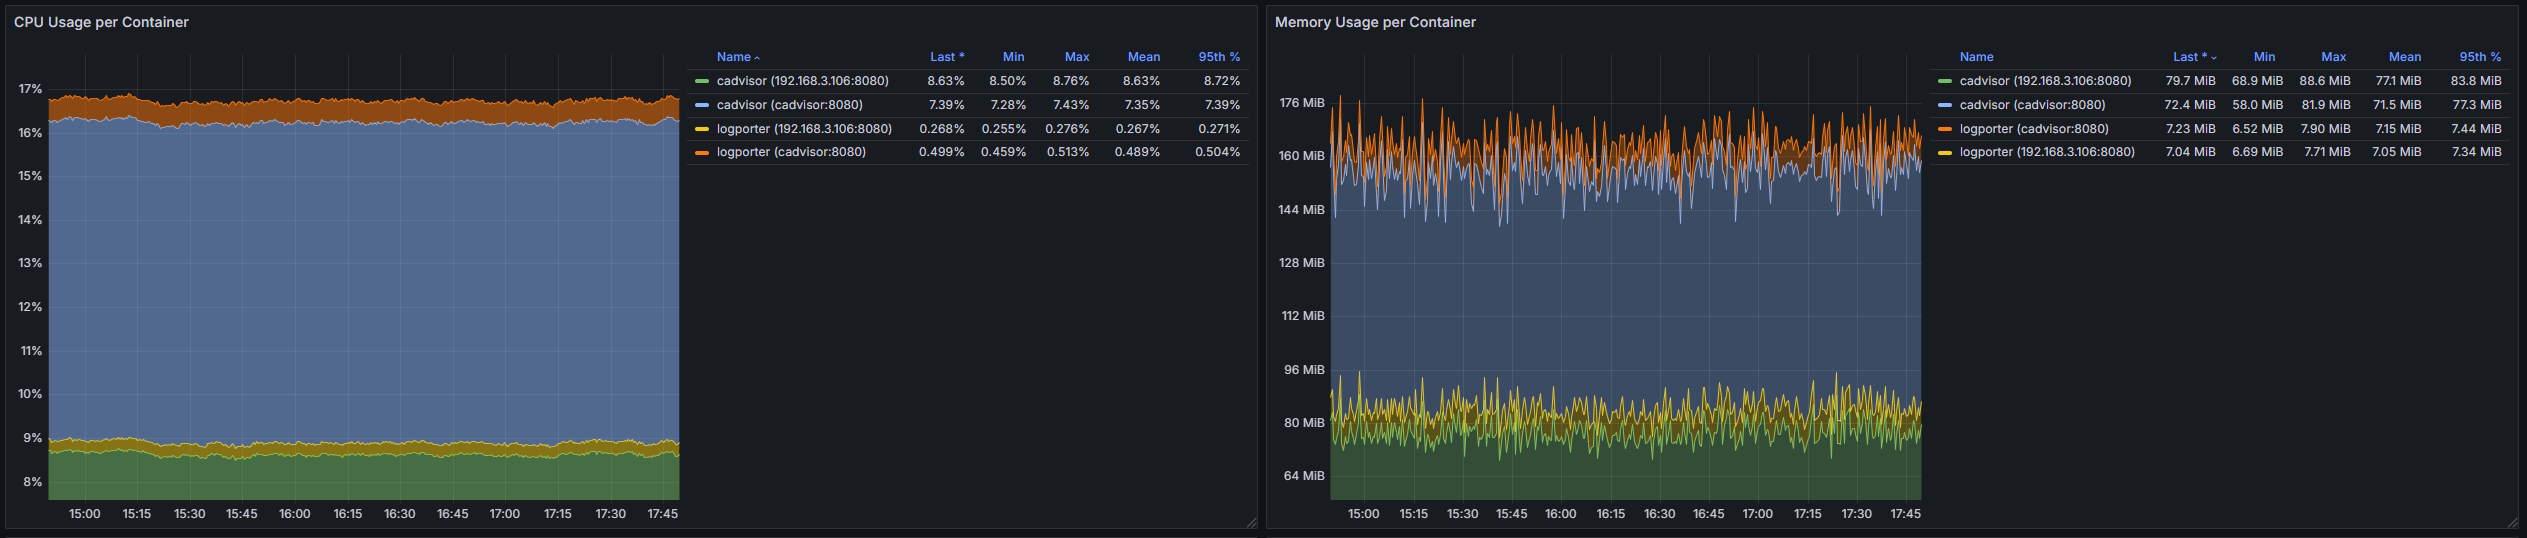 CPU Usage per Container
17%
16%
15%
14%
13%
12%
11%
10%
9%
8%
15:00 15:15 15:30 15:45 16:00 16:15 16:30 16:45 17:00 17:15 17:30 17:45
Name Last * Min Max Mean 95th %
cadvisor (192.168.3.106:8080) 8.63% 8.50% 8.76% 8.63% 8.72%
cadvisor (cadvisor:8080) 7.39% 7.28% 7.43% 7.35% 7.39%
logporter (192.168.3.106:8080) 0.268% 0.255% 0.276% 0.267% 0.271%
logporter (cadvisor:8080) 0.499% 0.459% 0.513% 0.489% 0.504%
Memory Usage per Container
176 MiB
160 MiB
144 MiB
128 MiB
112 MiB
96 MiB
80 MiB
64 MiB
15:00 15:15 15:30 15:45 16:00 16:15 16:30 16:45 17:00 17:15 17:30 17:45
Name Last * Min Max Mean 95th %
cadvisor (192.168.3.106:8080) 79.7 MiB 68.9 MiB 88.6 MiB 77.1 MiB 83.8 MiB
cadvisor (cadvisor:8080) 72.4 MiB 58.0 MiB 81.9 MiB 71.5 MiB 77.3 MiB
logporter (cadvisor:8080) 7.23 MiB 6.52 MiB 7.90 MiB 7.15 MiB 7.44 MiB
logporter (192.168.3.106:8080) 7.04 MiB 6.69 MiB 7.71 MiB 7.05 MiB 7.34 MiB